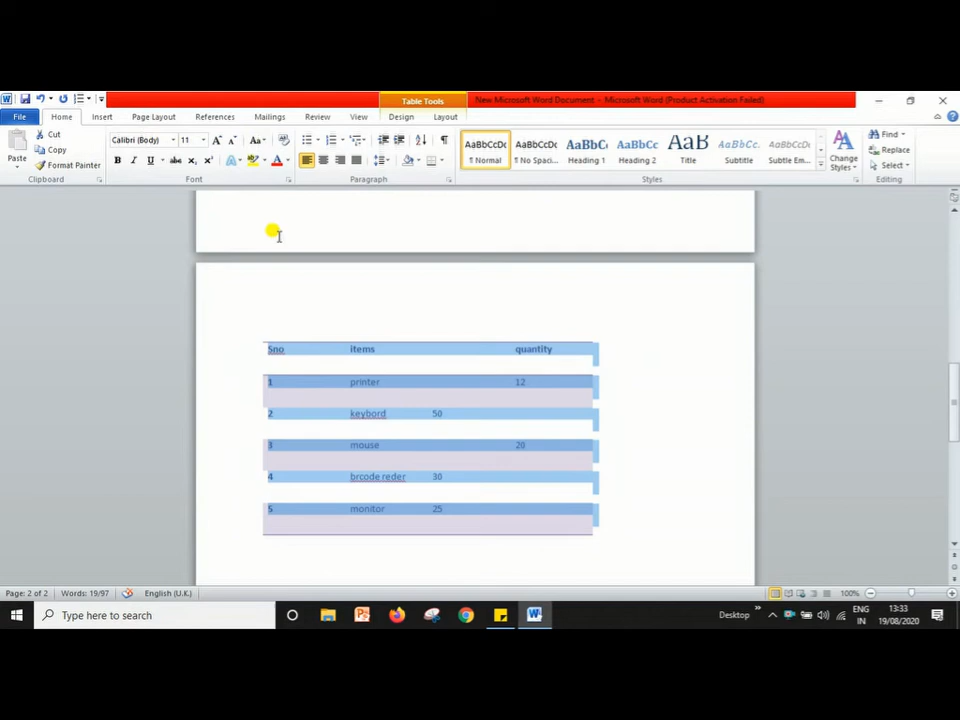 Table Tools
New Microsoft Word Document - Microsoft Word (Product Activation Failed)
File Home Insert Page Layout References Mailings Review View Design Layout
Paste
Cut
Copy
Format Painter
Clipboard
Calibri (Body) 11
Font
Paragraph
AaBbCcDc AaBbCcDc AaBbCc AaBbCc AaB AaBbCc. AaBbCcDc
¶ Normal ¶ No Spaci... Heading 1 Heading 2 Title Subtitle Subtle Em...
Styles
Change
Styles
Find
Replace
Select
Editing
Sno items quantity
1 printer 12
2 keybord 50
3 mouse 20
4 brcode reder 30
5 monitor 25
Page: 2 of 2 Words: 19/97 English (U.K.) 100%
Type here to search
Desktop
ENG
IN
13:33
19/08/2020